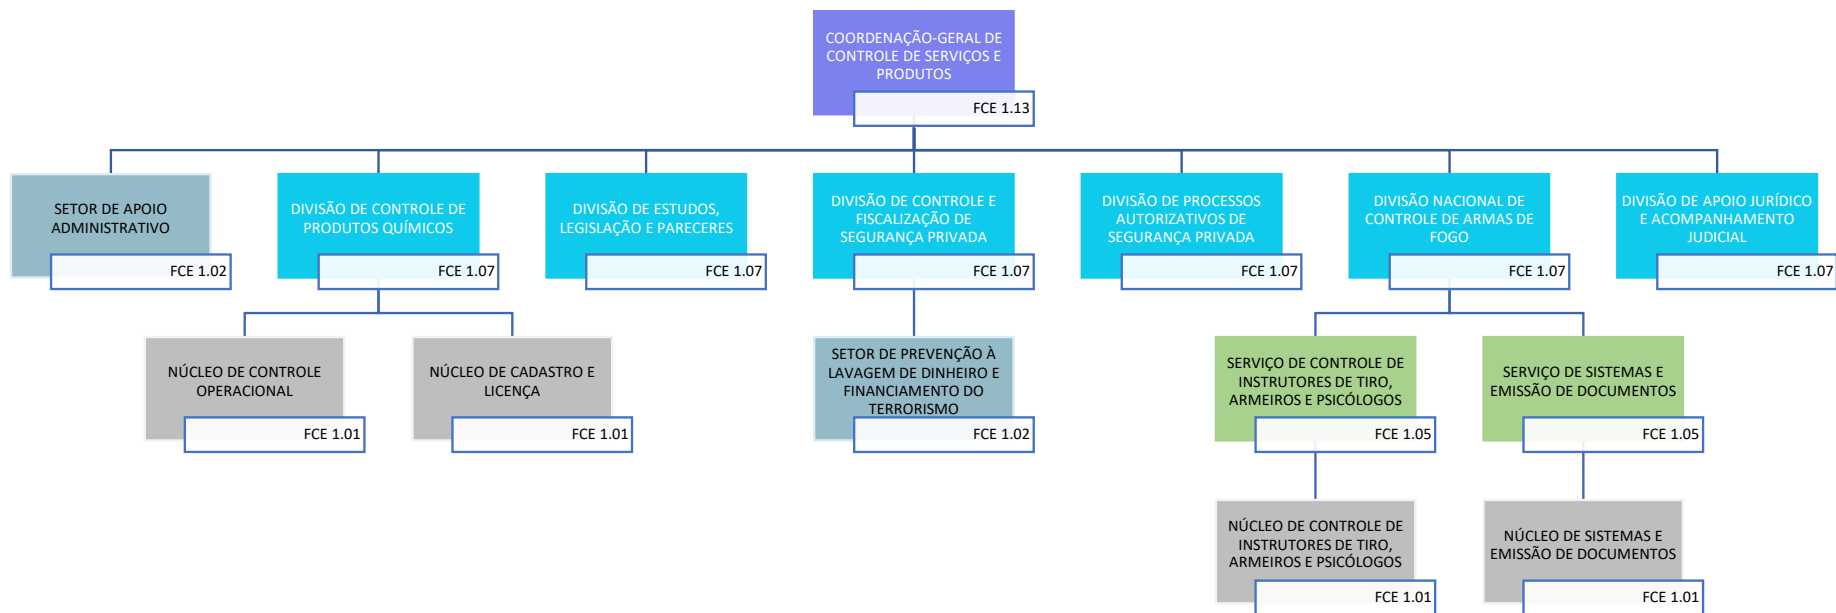 COORDENAÇÃO-GERAL DE
CONTROLE DE SERVIÇOS E
PRODUTOS
FCE 1.13
SETOR DE APOIO
ADMINISTRATIVO
FCE 1.02
DIVISÃO DE CONTROLE DE
PRODUTOS QUÍMICOS
FCE 1.07
DIVISÃO DE ESTUDOS,
LEGISLAÇÃO E PARECERES
FCE 1.07
DIVISÃO DE CONTROLE E
FISCALIZAÇÃO DE
SEGURANÇA PRIVADA
FCE 1.07
DIVISÃO DE PROCESSOS
AUTORIZATIVOS DE
SEGURANÇA PRIVADA
FCE 1.07
DIVISÃO NACIONAL DE
CONTROLE DE ARMAS DE
FOGO
FCE 1.07
DIVISÃO DE APOIO JURÍDICO
E ACOMPANHAMENTO
JUDICIAL
FCE 1.07
NÚCLEO DE CONTROLE
OPERACIONAL
FCE 1.01
NÚCLEO DE CADASTRO E
LICENÇA
FCE 1.01
SETOR DE PREVENÇÃO À
LAVAGEM DE DINHEIRO E
FINANCIAMENTO DO
TERRORISMO
FCE 1.02
SERVIÇO DE CONTROLE DE
INSTRUTORES DE TIRO,
ARMEIROS E PSICÓLOGOS
FCE 1.05
SERVIÇO DE SISTEMAS E
EMISSÃO DE DOCUMENTOS
FCE 1.05
NÚCLEO DE CONTROLE DE
INSTRUTORES DE TIRO,
ARMEIROS E PSICÓLOGOS
FCE 1.01
NÚCLEO DE SISTEMAS E
EMISSÃO DE DOCUMENTOS
FCE 1.01